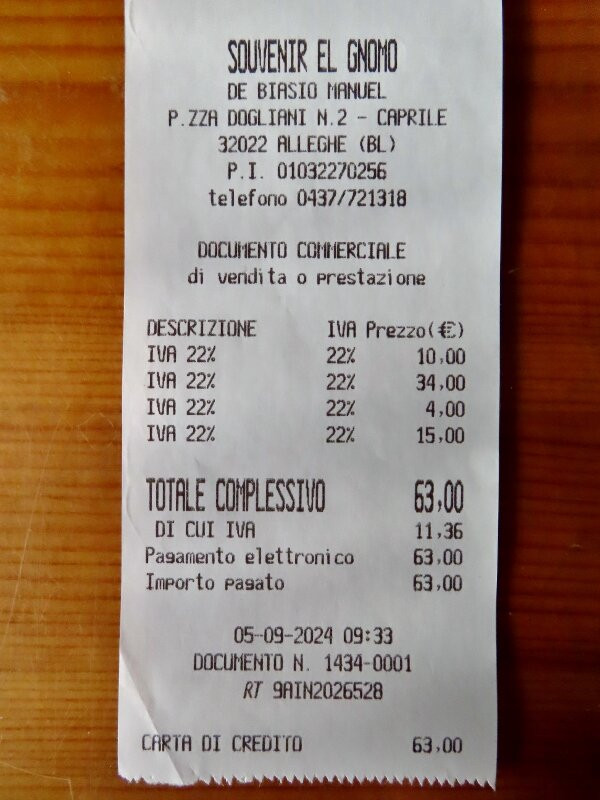 SOUVENIR EL GNOMO
DE BIASIO MANUEL
P.ZZA DOGLIANI N.2 - CAPRILE
32022 ALLEGHE (BL)
P.I. 01032270256
telefono 0437/721318
DOCUMENTO COMMERCIALE
di vendita o prestazione
DESCRIZIONE IVA Prezzo(€)
IVA 22% 22% 10,00
IVA 22% 22% 34,00
IVA 22% 22% 4,00
IVA 22% 22% 15,00
TOTALE COMPLESSIVO 63,00
DI CUI IVA 11,36
Pagamento elettronico 63,00
Importo pagato 63,00
05-09-2024 09:33
DOCUMENTO N. 1434-0001
RT 9AIN2026528
CARTA DI CREDITO 63,00